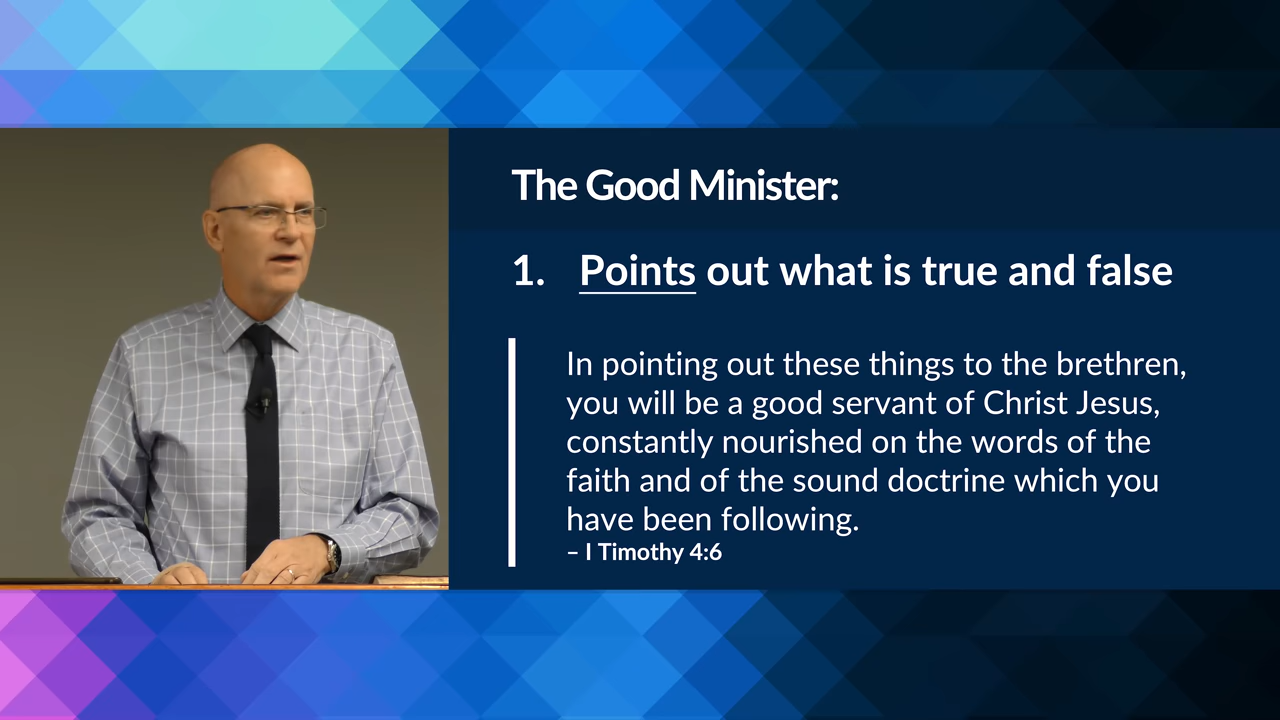 The Good Minister:
1. Points out what is true and false
In pointing out these things to the brethren,
you will be a good servant of Christ Jesus,
constantly nourished on the words of the
faith and of the sound doctrine which you
have been following.
– I Timothy 4:6